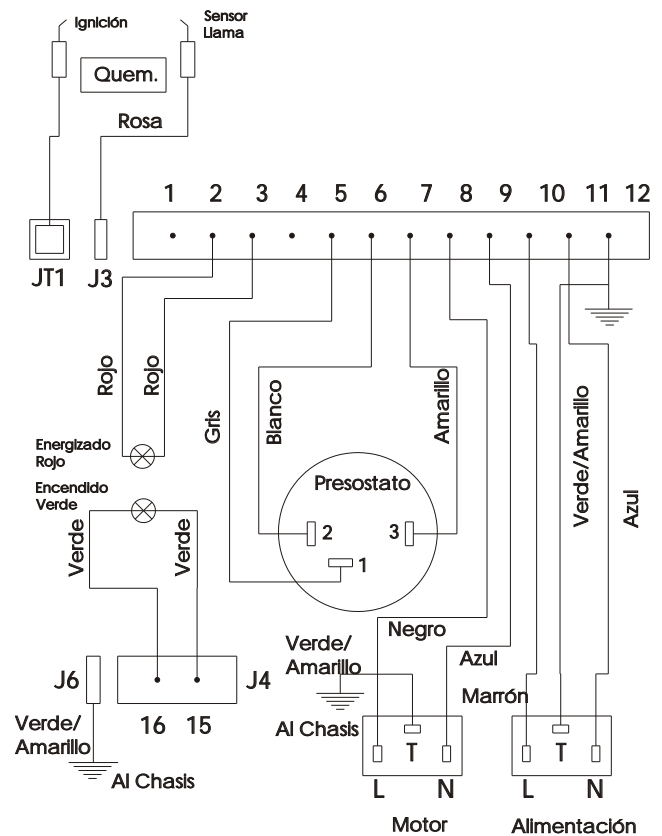 Ignición
Sensor
Llama
Quem.
Rosa
1 2 3 4 5 6 7 8 9 10 11 12
JT1
J3
Rojo
Rojo
Gris
Blanco
Amarillo
Verde/Amarillo
Azul
Energizado
Rojo
Encendido
Verde
Presostato
2
3
1
Verde
Verde
Negro
Verde/
Amarillo
Azul
Marrón
J6
J4
16 15
Verde/
Amarillo
Al Chasis
Al Chasis
T
T
L N
L N
Motor
Alimentación